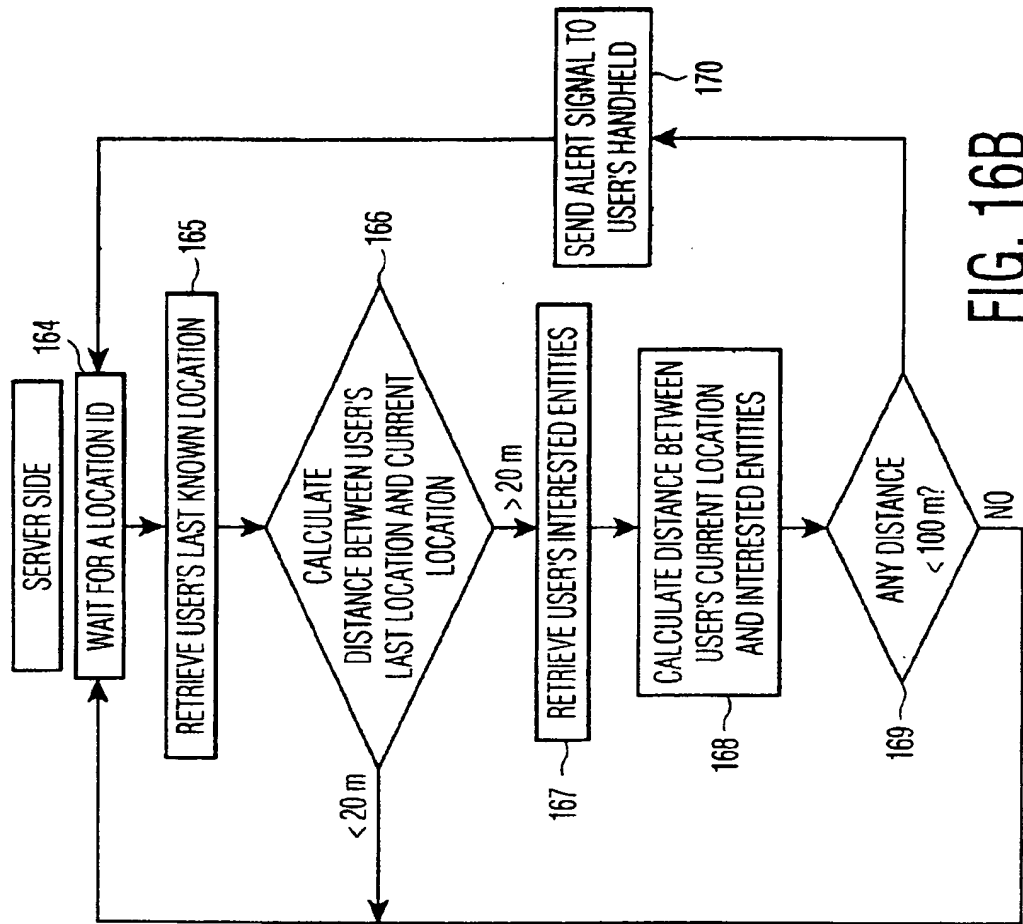 SERVER SIDE
164
WAIT FOR A LOCATION ID
165
RETRIEVE USER'S LAST KNOWN LOCATION
166
CALCULATE
DISTANCE BETWEEN USER'S
LAST LOCATION AND CURRENT
LOCATION
< 20 m
> 20 m
RETRIEVE USER'S INTERESTED ENTITIES
167
CALCULATE DISTANCE BETWEEN
USER'S CURRENT LOCATION
AND INTERESTED ENTITIES
168
ANY DISTANCE
< 100 m?
169
NO
SEND ALERT SIGNAL TO
USER'S HANDHELD
170
FIG. 16B